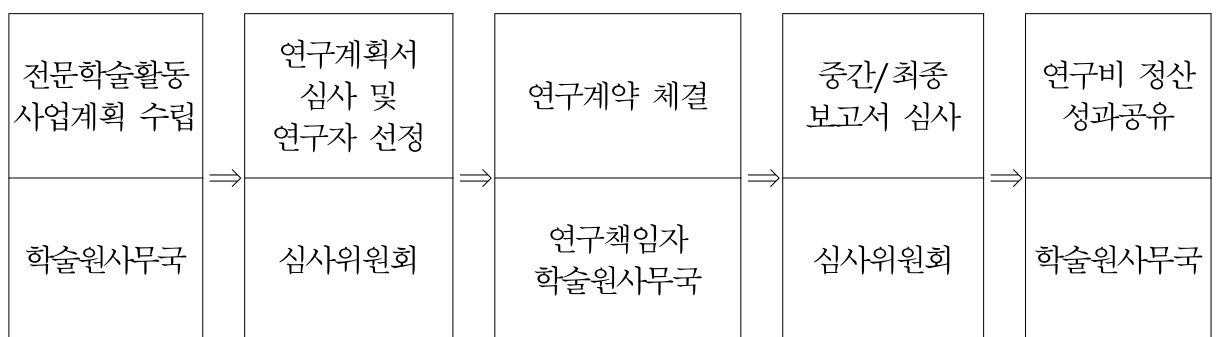 전문학술활동
사업계획 수립
연구계획서
심사 및
연구자 선정
연구계약 체결
중간/최종
보고서 심사
연구비 정산
성과공유
⇒
⇒
⇒
⇒
학술원사무국
심사위원회
연구책임자
학술원사무국
심사위원회
학술원사무국